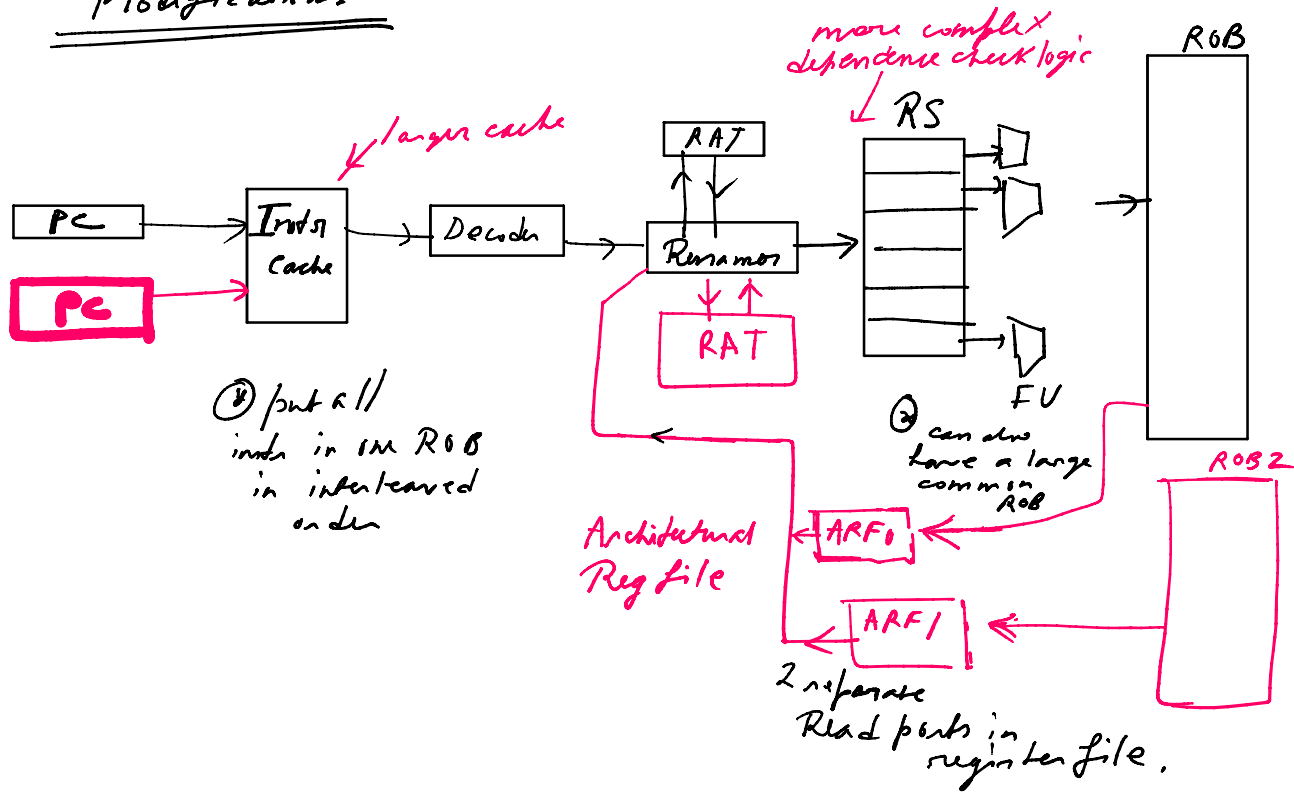 Modifications
more complex
dependence check logic
ROB
larger cache
RAT
RS
PC
Instr
Cache
Decoder
Renamer
PC
RAT
① put all
instr in one ROB
in interleaved
order
FU
② can also
have a large
common
ROB
ROB2
Architectural
Reg file
ARF0
ARF1
2 separate
Read ports in
register file.